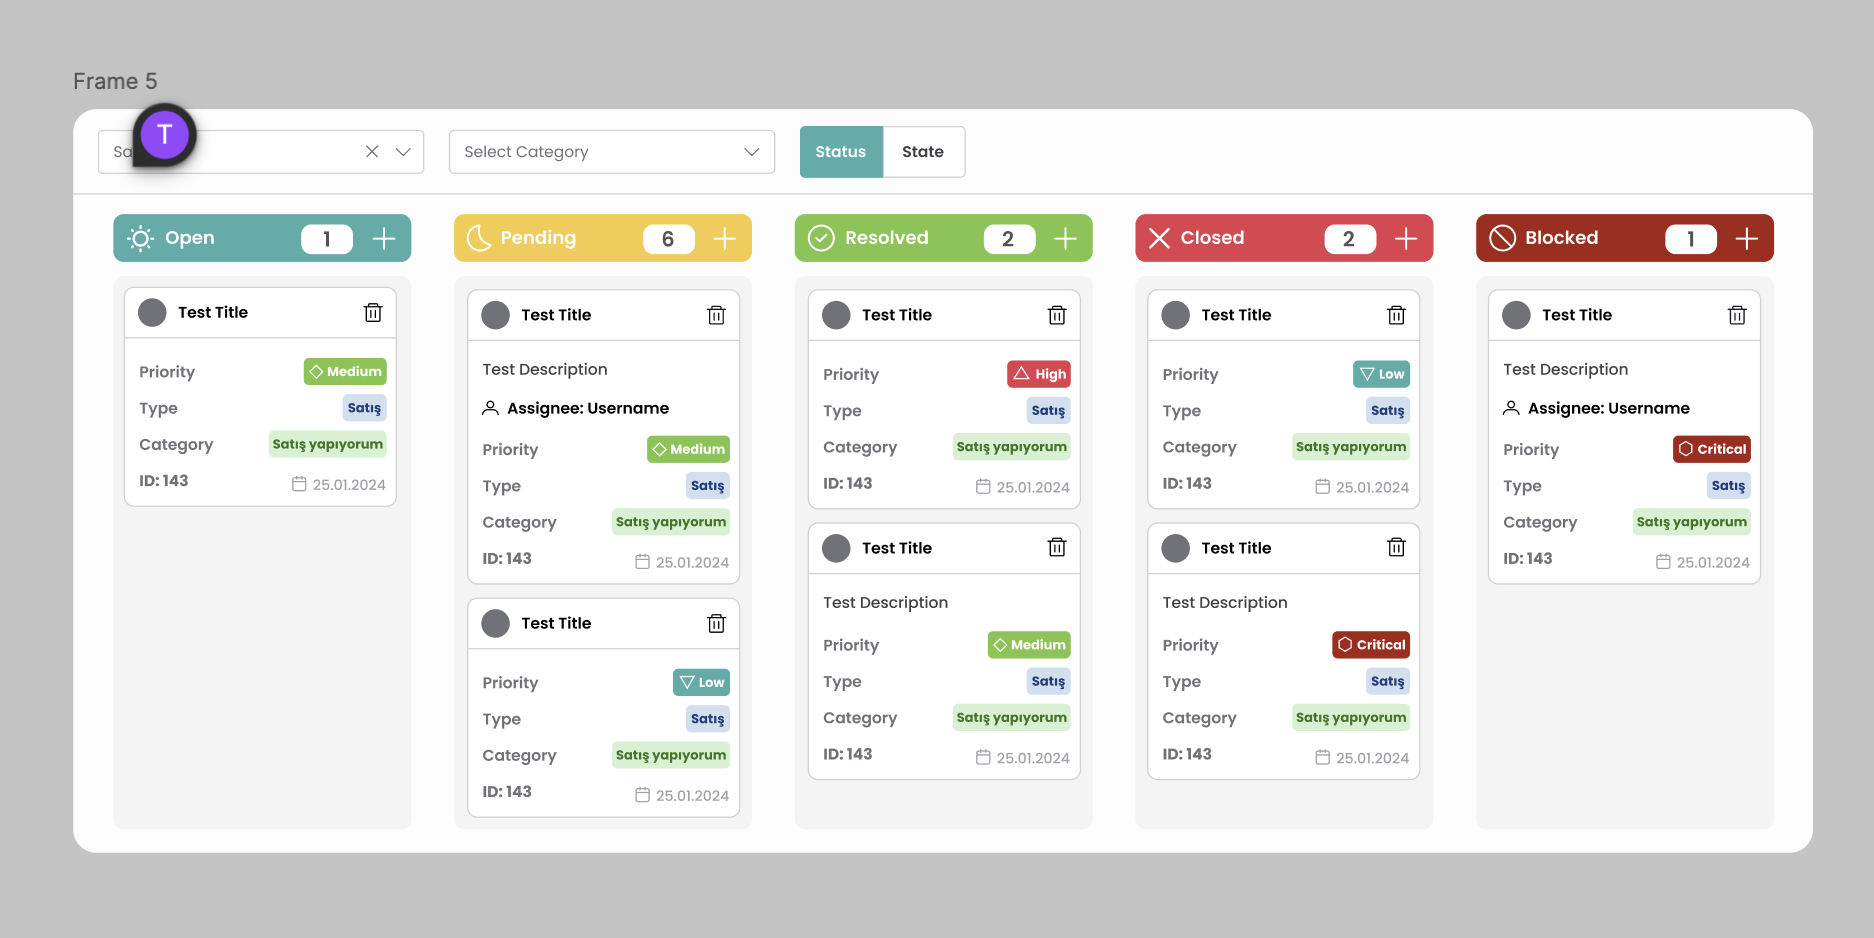 Frame 5
T
Select Category
Status
State
Open
1
Test Title
Priority
Medium
Type
Satış
Category
Satış yapıyorum
ID: 143
25.01.2024
Pending
6
Test Title
Test Description
Assignee: Username
Priority
Medium
Type
Satış
Category
Satış yapıyorum
ID: 143
25.01.2024
Test Title
Priority
Low
Type
Satış
Category
Satış yapıyorum
ID: 143
25.01.2024
Resolved
2
Test Title
Priority
High
Type
Satış
Category
Satış yapıyorum
ID: 143
25.01.2024
Test Title
Test Description
Priority
Medium
Type
Satış
Category
Satış yapıyorum
ID: 143
25.01.2024
Closed
2
Test Title
Priority
Low
Type
Satış
Category
Satış yapıyorum
ID: 143
25.01.2024
Test Title
Test Description
Priority
Critical
Type
Satış
Category
Satış yapıyorum
ID: 143
25.01.2024
Blocked
1
Test Title
Test Description
Assignee: Username
Priority
Critical
Type
Satış
Category
Satış yapıyorum
ID: 143
25.01.2024